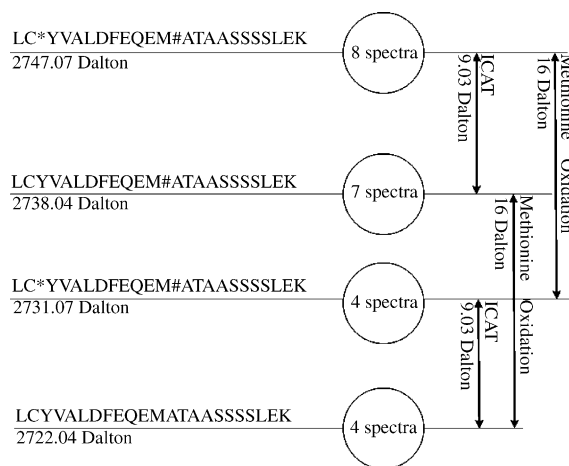 LC*YVALDFEQEM#ATAASSSSLEK
2747.07 Dalton
8 spectra
ICAT
9.03 Dalton
Methionine Oxidation
16 Dalton
LCYVALDFEQEM#ATAASSSSLEK
2738.04 Dalton
7 spectra
Methionine Oxidation
16 Dalton
LC*YVALDFEQEM#ATAASSSSLEK
2731.07 Dalton
4 spectra
ICAT
9.03 Dalton
LCYVALDFEQEMATAASSSSLEK
2722.04 Dalton
4 spectra